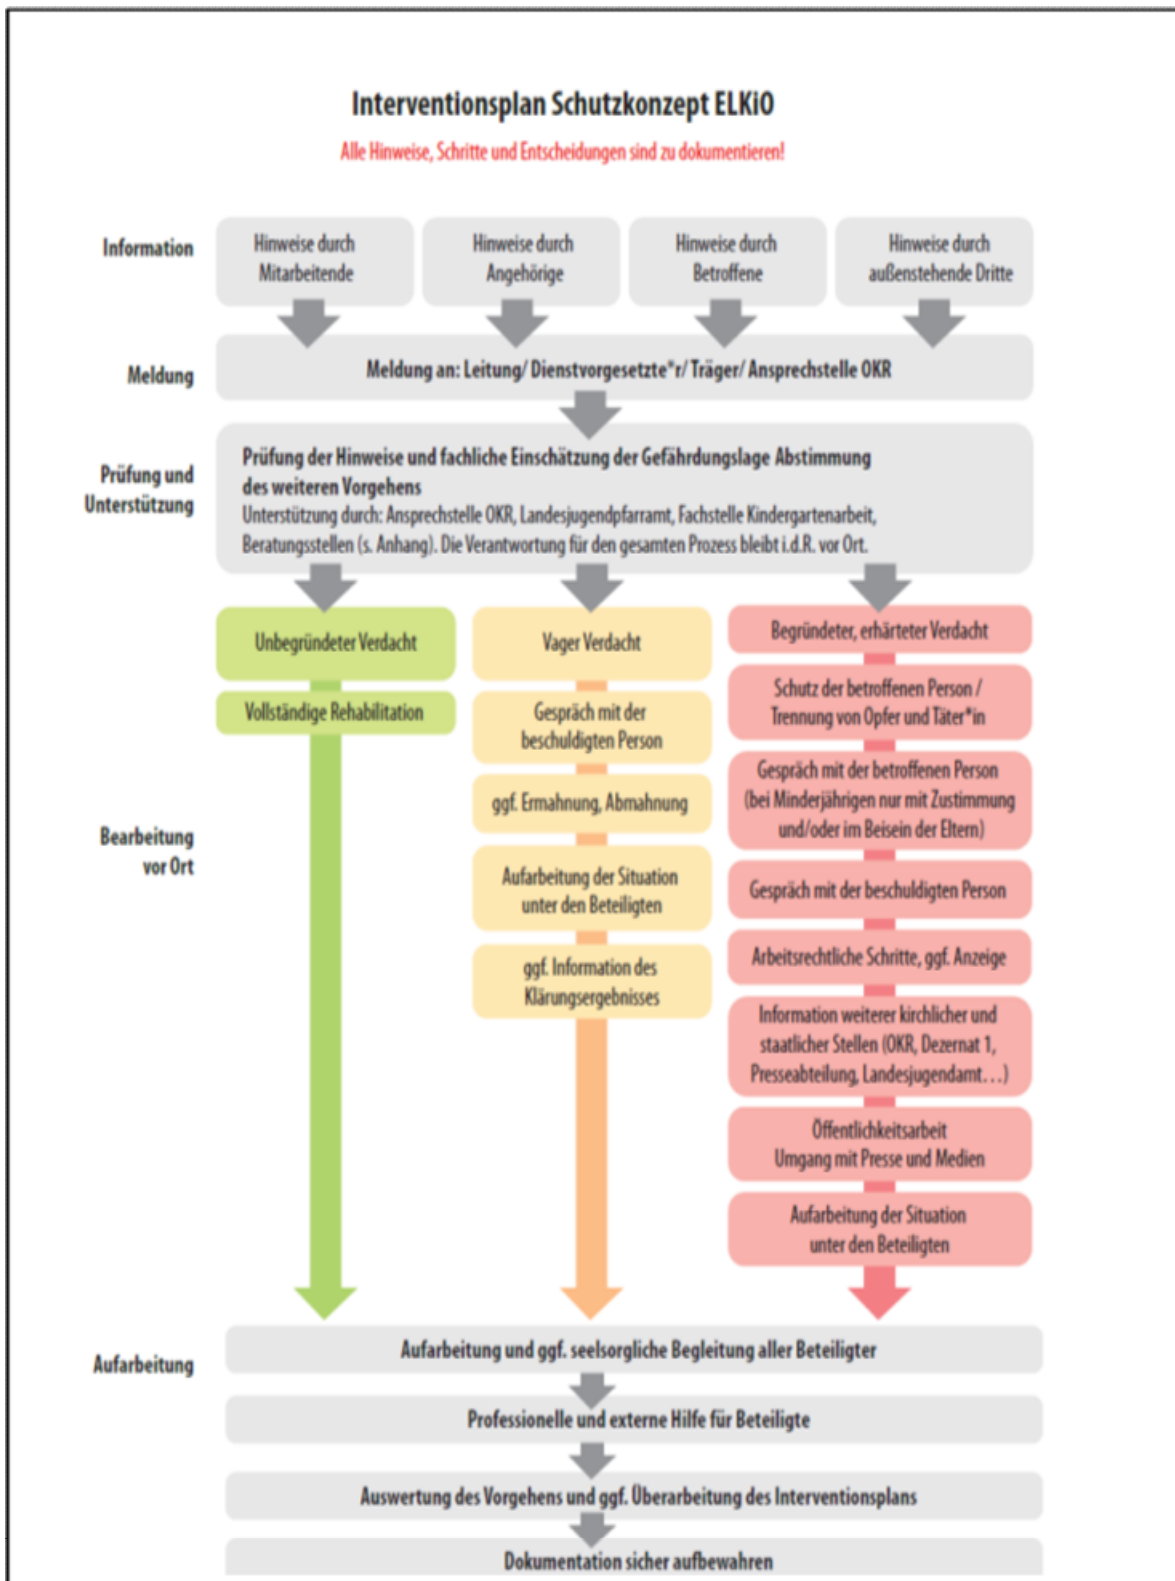 Interventionsplan Schutzkonzept ELKiO
Alle Hinweise, Schritte und Entscheidungen sind zu dokumentieren!
Information
Hinweise durch
Mitarbeitende
Hinweise durch
Angehörige
Hinweise durch
Betroffene
Hinweise durch
außenstehende Dritte
Meldung
Meldung an: Leitung/ Dienstvorgesetzte*r/ Träger/ Ansprechstelle OKR
Prüfung und
Unterstützung
Prüfung der Hinweise und fachliche Einschätzung der Gefährdungslage Abstimmung
des weiteren Vorgehens
Unterstützung durch: Ansprechstelle OKR, Landesjugendpfarramt, Fachstelle Kindergartenarbeit,
Beratungsstellen (s. Anhang). Die Verantwortung für den gesamten Prozess bleibt i.d.R. vor Ort.
Bearbeitung
vor Ort
Unbegründeter Verdacht
Vollständige Rehabilitation
Vager Verdacht
Gespräch mit der
beschuldigten Person
ggf. Ermahnung, Abmahnung
Aufarbeitung der Situation
unter den Beteiligten
ggf. Information des
Klärungsergebnisses
Begründeter, erhärteter Verdacht
Schutz der betroffenen Person /
Trennung von Opfer und Täter*in
Gespräch mit der betroffenen Person
(bei Minderjährigen nur mit Zustimmung
und/oder im Beisein der Eltern)
Gespräch mit der beschuldigten Person
Arbeitsrechtliche Schritte, ggf. Anzeige
Information weiterer kirchlicher und
staatlicher Stellen (OKR, Dezernat 1,
Presseabteilung, Landesjugendamt…)
Öffentlichkeitsarbeit
Umgang mit Presse und Medien
Aufarbeitung der Situation
unter den Beteiligten
Aufarbeitung
Aufarbeitung und ggf. seelsorgliche Begleitung aller Beteiligter
Professionelle und externe Hilfe für Beteiligte
Auswertung des Vorgehens und ggf. Überarbeitung des Interventionsplans
Dokumentation sicher aufbewahren